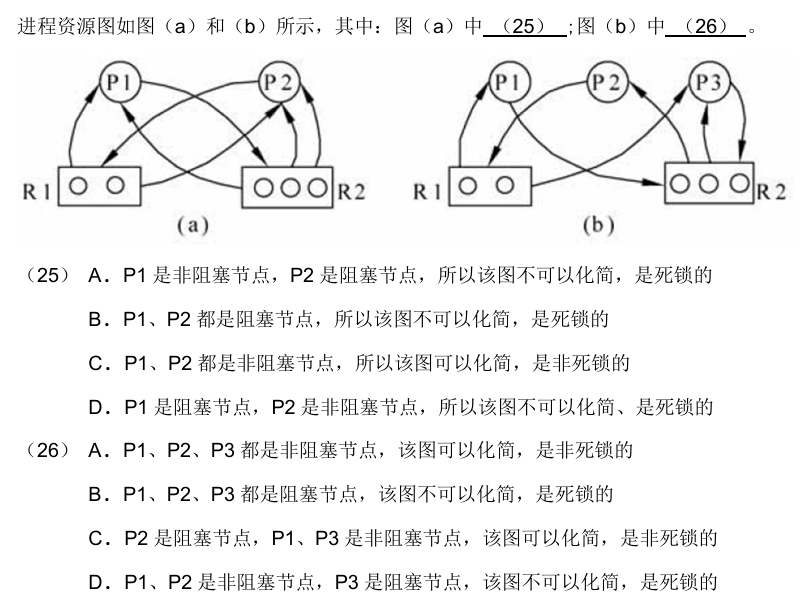 进程资源图如图（a）和（b）所示，其中：图（a）中 （25） ;图（b）中 （26） 。
P1 P2 P1 P2 P3
R1 R2 R1 R2
(a) (b)
（25） A．P1 是非阻塞节点，P2 是阻塞节点，所以该图不可以化简，是死锁的
B．P1、P2 都是阻塞节点，所以该图不可以化简，是死锁的
C．P1、P2 都是非阻塞节点，所以该图可以化简，是非死锁的
D．P1 是阻塞节点，P2 是非阻塞节点，所以该图不可以化简、是死锁的
（26） A．P1、P2、P3 都是非阻塞节点，该图可以化简，是非死锁的
B．P1、P2、P3 都是阻塞节点，该图不可以化简，是死锁的
C．P2 是阻塞节点，P1、P3 是非阻塞节点，该图可以化简，是非死锁的
D．P1、P2 是非阻塞节点，P3 是阻塞节点，该图不可以化简，是死锁的